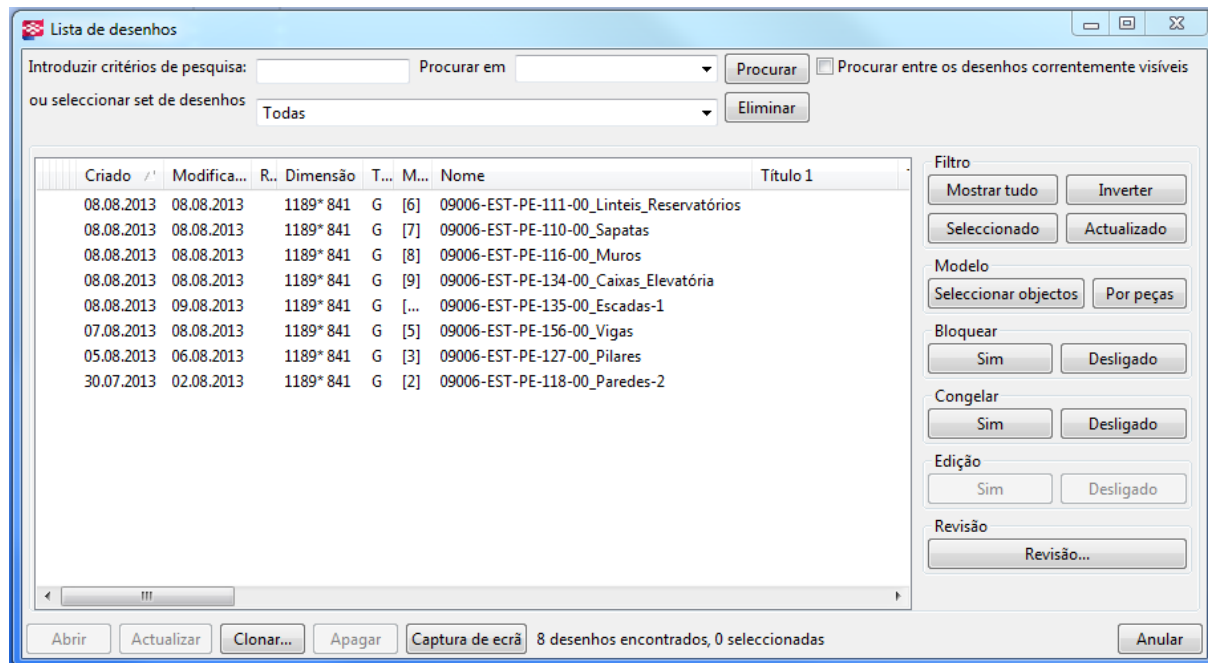 Lista de desenhos
Introduzir critérios de pesquisa: Procurar em Procurar Procurar entre os desenhos correntemente visíveis
ou seleccionar set de desenhos Todas Eliminar
Criado Modifica... R.. Dimensão T... M... Nome Título 1
08.08.2013 08.08.2013 1189* 841 G [6] 09006-EST-PE-111-00_Linteis_Reservatórios
08.08.2013 08.08.2013 1189* 841 G [7] 09006-EST-PE-110-00_Sapatas
08.08.2013 08.08.2013 1189* 841 G [8] 09006-EST-PE-116-00_Muros
08.08.2013 08.08.2013 1189* 841 G [9] 09006-EST-PE-134-00_Caixas_Elevatória
08.08.2013 09.08.2013 1189* 841 G [... 09006-EST-PE-135-00_Escadas-1
07.08.2013 08.08.2013 1189* 841 G [5] 09006-EST-PE-156-00_Vigas
05.08.2013 06.08.2013 1189* 841 G [3] 09006-EST-PE-127-00_Pilares
30.07.2013 02.08.2013 1189* 841 G [2] 09006-EST-PE-118-00_Paredes-2
Filtro
Mostrar tudo Inverter
Seleccionado Actualizado
Modelo
Seleccionar objectos Por peças
Bloquear
Sim Desligado
Congelar
Sim Desligado
Edição
Sim Desligado
Revisão
Revisão...
Abrir Actualizar Clonar... Apagar Captura de ecrã 8 desenhos encontrados, 0 seleccionadas Anular